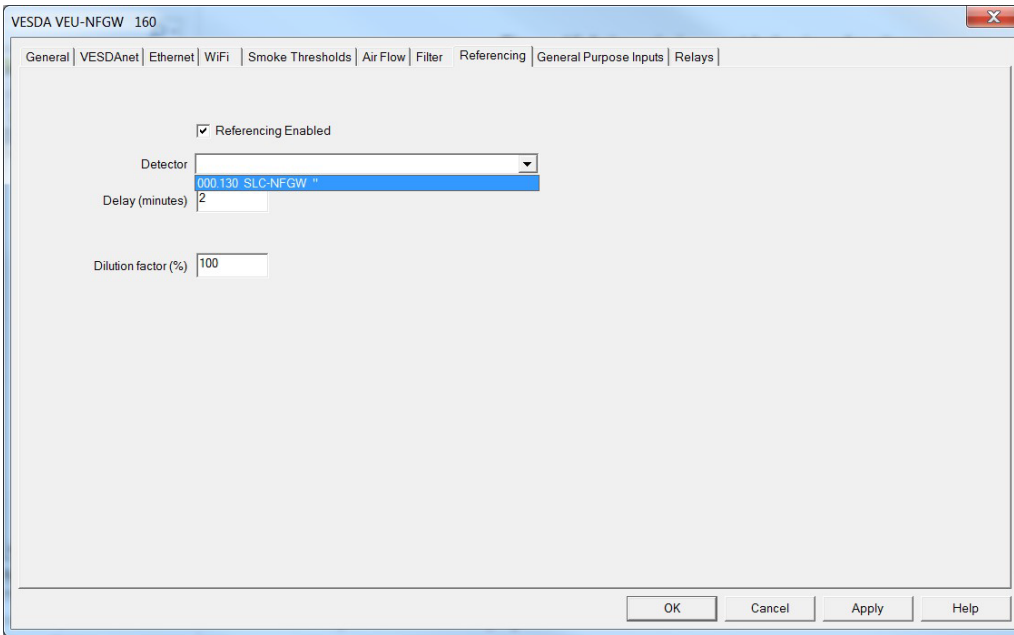 VESDA VEU-NFGW 160
General VESDAnet Ethernet WiFi Smoke Thresholds Air Flow Filter Referencing General Purpose Inputs Relays
Referencing Enabled
Detector
000.130 SLC-NFGW "
Delay (minutes) 2
Dilution factor (%) 100
OK Cancel Apply Help